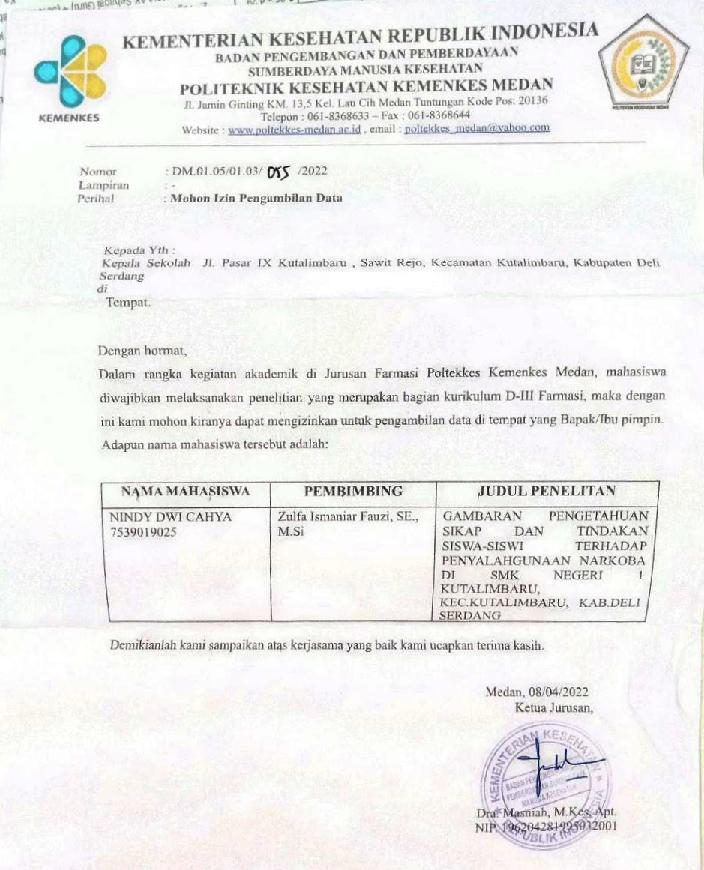 KEMENTERIAN KESEHATAN REPUBLIK INDONESIA
BADAN PENGEMBANGAN DAN PEMBERDAYAAN
SUMBERDAYA MANUSIA KESEHATAN
POLITEKNIK KESEHATAN KEMENKES MEDAN
Jl. Jamin Ginting KM. 13,5 Kel. Lau Cih Medan Tuntungan Kode Pos: 20136
Telepon : 061-8368633 – Fax : 061-8368644
Website : www.poltekkes-medan.ac.id , email : poltekkes_medan@yahoo.com
KEMENKES
Nomor : DM.01.05/01.03/ 055 /2022
Lampiran : -
Perihal : Mohon Izin Pengambilan Data
Kepada Yth :
Kepala Sekolah Jl. Pasar IX Kutalimbaru , Sawit Rejo, Kecamatan Kutalimbaru, Kabupaten Deli
Serdang
di
Tempat.
Dengan hormat,
Dalam rangka kegiatan akademik di Jurusan Farmasi Poltekkes Kemenkes Medan, mahasiswa
diwajibkan melaksanakan penelitian yang merupakan bagian kurikulum D-III Farmasi, maka dengan
ini kami mohon kiranya dapat mengizinkan untuk pengambilan data di tempat yang Bapak/Ibu pimpin.
Adapun nama mahasiswa tersebut adalah:
NAMA MAHASISWA PEMBIMBING JUDUL PENELITAN
NINDY DWI CAHYA
7539019025
Zulfa Ismaniar Fauzi, SE.,
M.Si
GAMBARAN PENGETAHUAN
SIKAP DAN TINDAKAN
SISWA-SISWI TERHADAP
PENYALAHGUNAAN NARKOBA
DI SMK NEGERI 1
KUTALIMBARU,
KEC.KUTALIMBARU, KAB.DELI
SERDANG
Demikianlah kami sampaikan atas kerjasama yang baik kami ucapkan terima kasih.
Medan, 08/04/2022
Ketua Jurusan,
KEMENTERIAN KESEHATAN
REPUBLIK INDONESIA
Dra. Masniah, M.Kes, Apt.
NIP. 196204281995032001